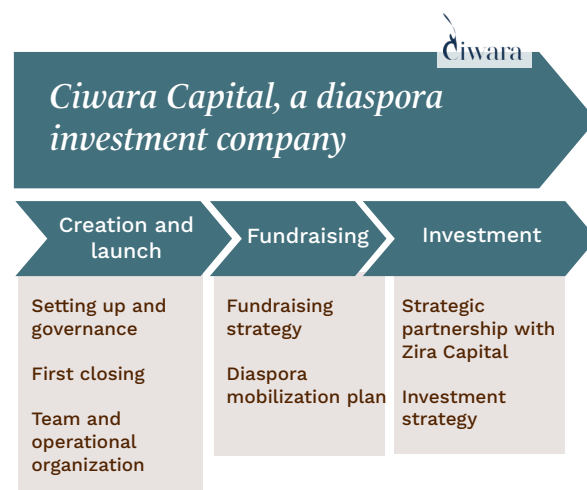 Ciwara
Ciwara Capital, a diaspora
investment company
Creation and
launch
Fundraising
Investment
Setting up and
governance
First closing
Team and
operational
organization
Fundraising
strategy
Diaspora
mobilization plan
Strategic
partnership with
Zira Capital
Investment
strategy